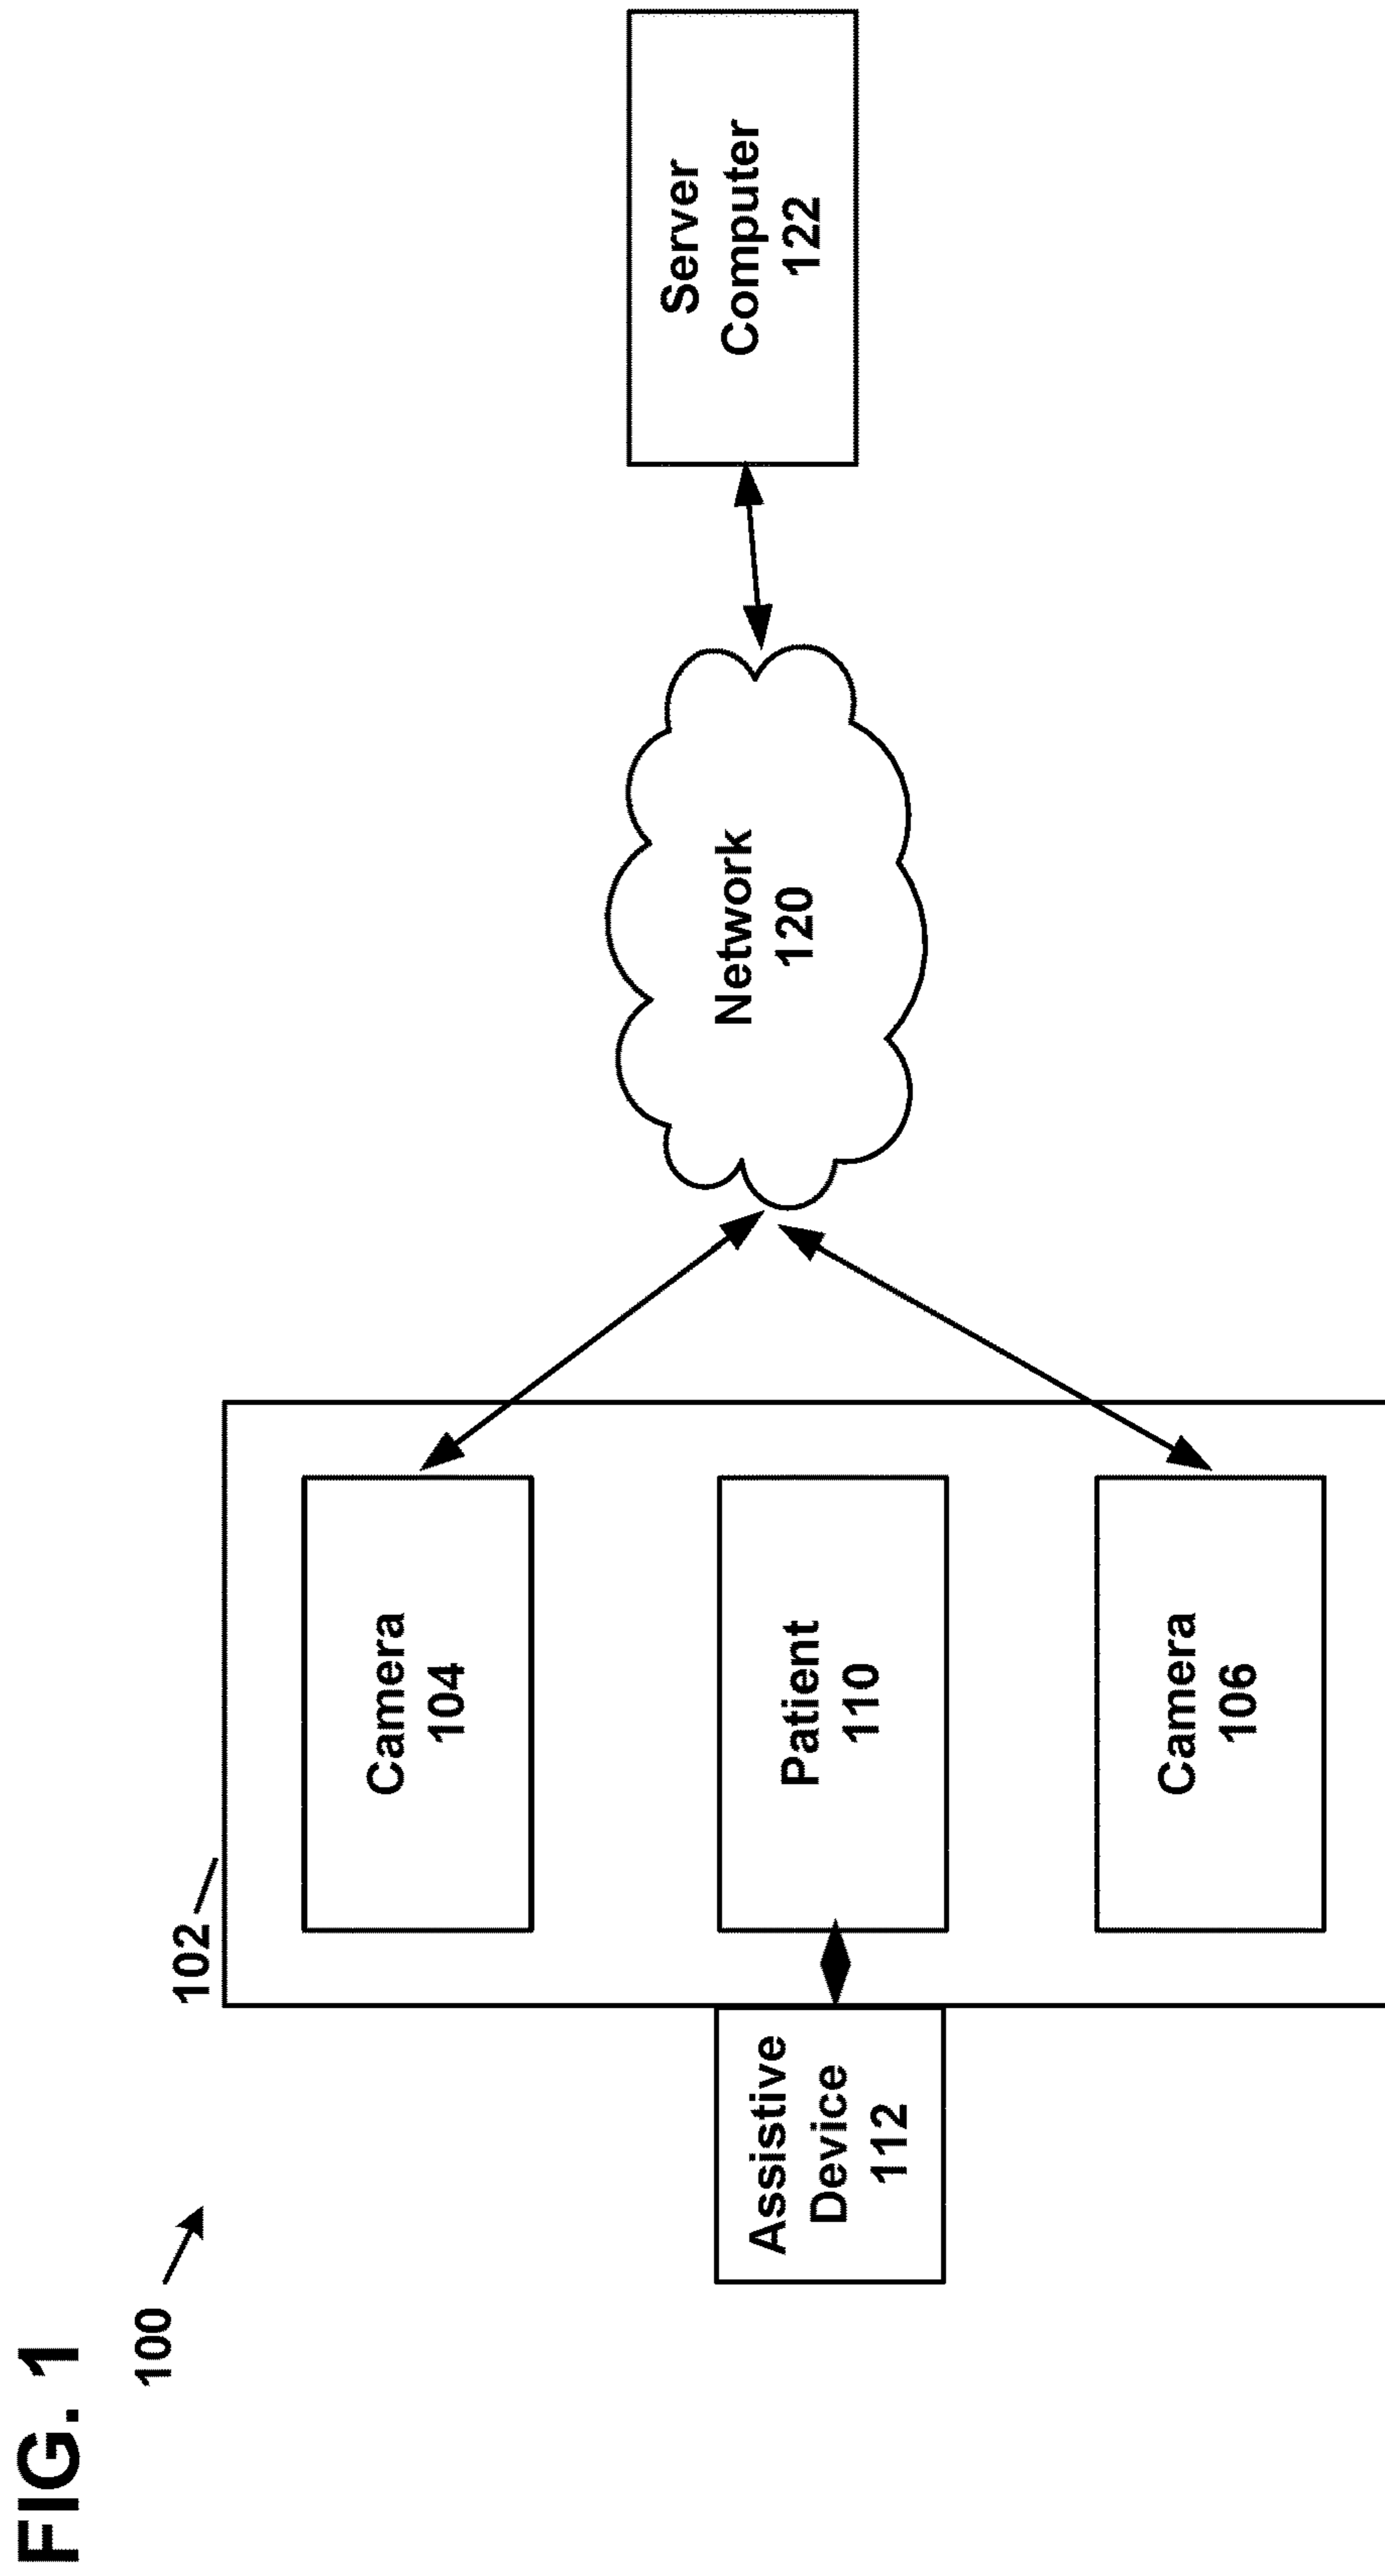 FIG. 1
100
102
Camera
104
Assistive
Device
112
Patient
110
Camera
106
Network
120
Server
Computer
122